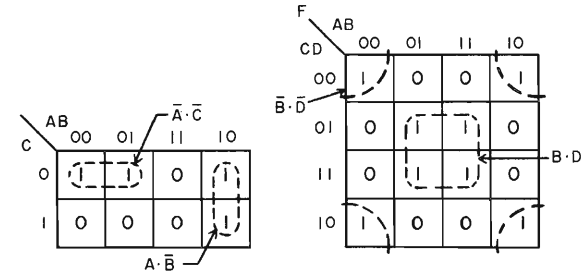 AB
C
00 01 11 10
Ā·C̄
0 1 1 0 1
1 0 0 0 1
A·B̄
F
AB
CD
00 01 11 10
00 1 0 0 1
B̄·D̄
01 0 1 1 0
B·D
11 0 1 1 0
10 1 0 0 1